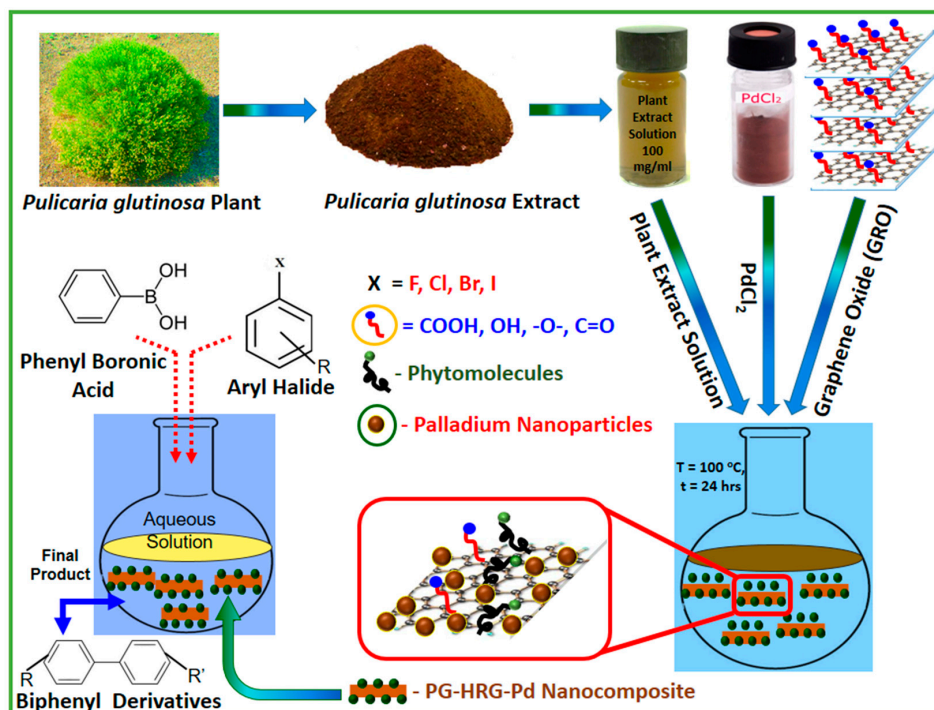 Plant
Extract
Solution
100
mg/ml
PdCl₂
Pulicaria glutinosa Plant
Pulicaria glutinosa Extract
Plant Extract Solution
PdCl₂
Graphene Oxide (GRO)
OH
B
OH
Phenyl Boronic
Acid
X
R
Aryl Halide
X = F, Cl, Br, I
= COOH, OH, -O-, C=O
- Phytomolecules
- Palladium Nanoparticles
T = 100 °C,
t = 24 hrs
Aqueous
Solution
Final
Product
R
R'
Biphenyl Derivatives
- PG-HRG-Pd Nanocomposite